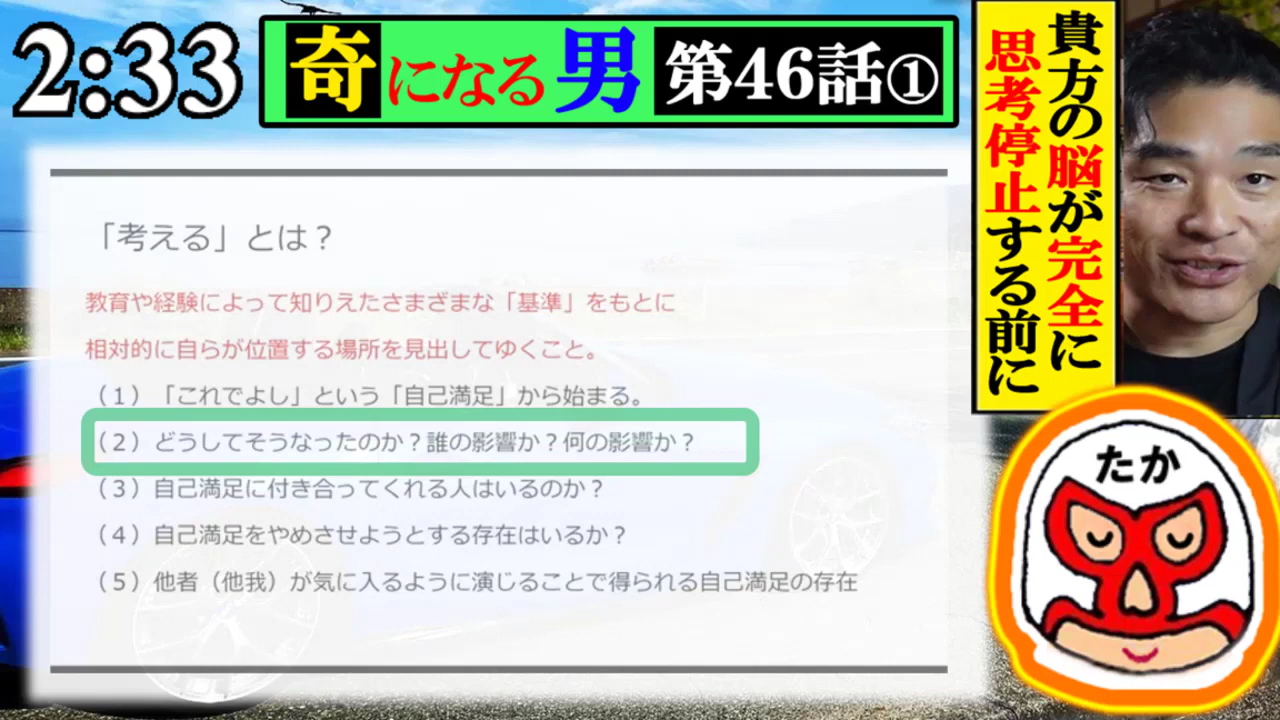 2:33
奇になる男 第46話①
貴方の脳が完全に
思考停止する前に
「考える」とは？
教育や経験によって知りえたさまざまな「基準」をもとに
相対的に自らが位置する場所を見出してゆくこと。
（１）「これでよし」という「自己満足」から始まる。
（２）どうしてそうなったのか？誰の影響か？何の影響か？
（３）自己満足に付き合ってくれる人はいるのか？
（４）自己満足をやめさせようとする存在はいるか？
（５）他者（他我）が気に入るように演じることで得られる自己満足の存在
たか